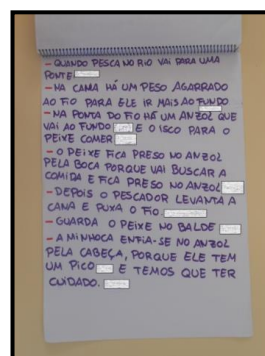 - QUANDO PESCA NO RIO VAI PARA UMA
PONTE
- NA CANA HÁ UM PESO AGARRADO
AO FIO PARA ELE IR MAIS AO FUNDO
- NA PONTA DO FIO HÁ UM ANZOL QUE
VAI AO FUNDO E O ISCO PARA O
PEIXE COMER
- O PEIXE FICA PRESO NO ANZOL
PELA BOCA PORQUE VAI BUSCAR A
COMIDA E FICA PRESO NO ANZOL
- DEPOIS O PESCADOR LEVANTA A
CANA E PUXA O FIO
- GUARDA O PEIXE NO BALDE
- A MINHOCA ENFIA-SE NO ANZOL
PELA CABEÇA, PORQUE ELE TEM
UM PICO E TEMOS QUE TER
CUIDADO.